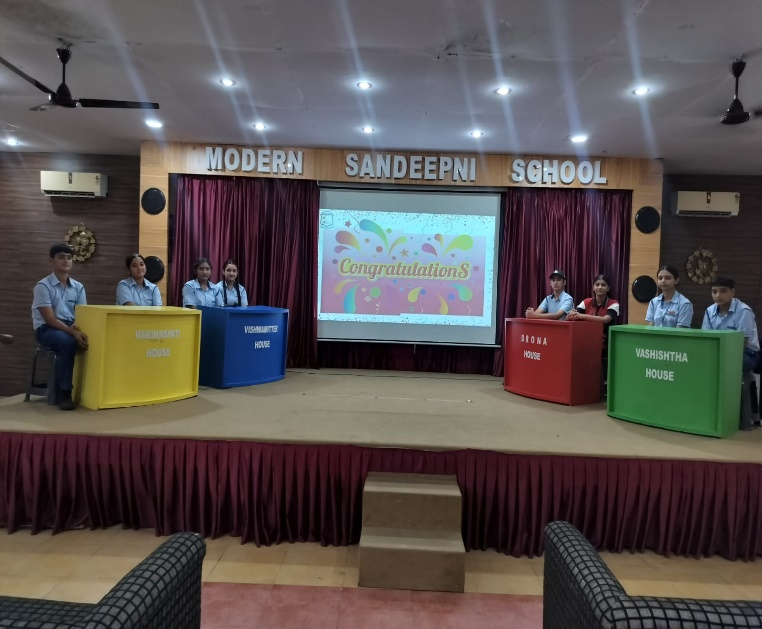 MODERN SANDEEPNI SCHOOL
CongratulationS
HOUSE
VISHWAMITTER
HOUSE
DRONA
HOUSE
VASHISHTHA
HOUSE